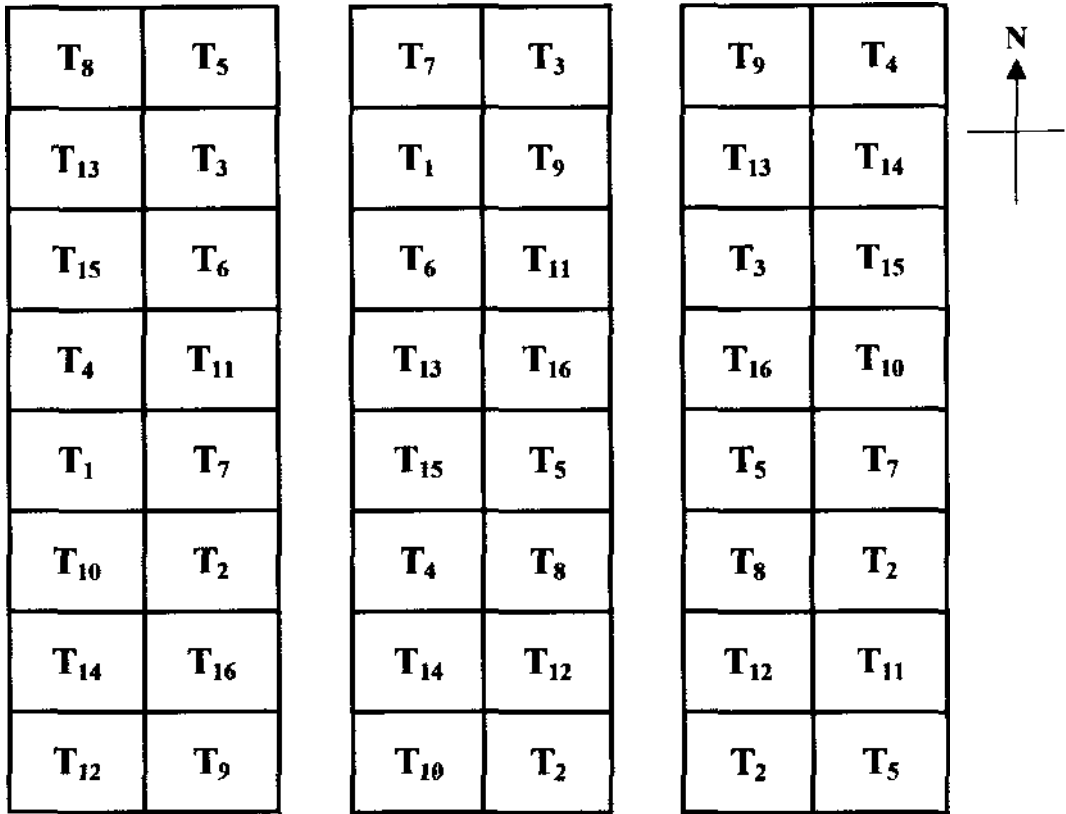 N
T8 T5 T7 T3 T9 T4
T13 T3 T1 T9 T13 T14
T15 T6 T6 T11 T3 T15
T4 T11 T13 T16 T16 T10
T1 T7 T15 T5 T5 T7
T10 T2 T4 T8 T8 T2
T14 T16 T14 T12 T12 T11
T12 T9 T10 T2 T2 T5